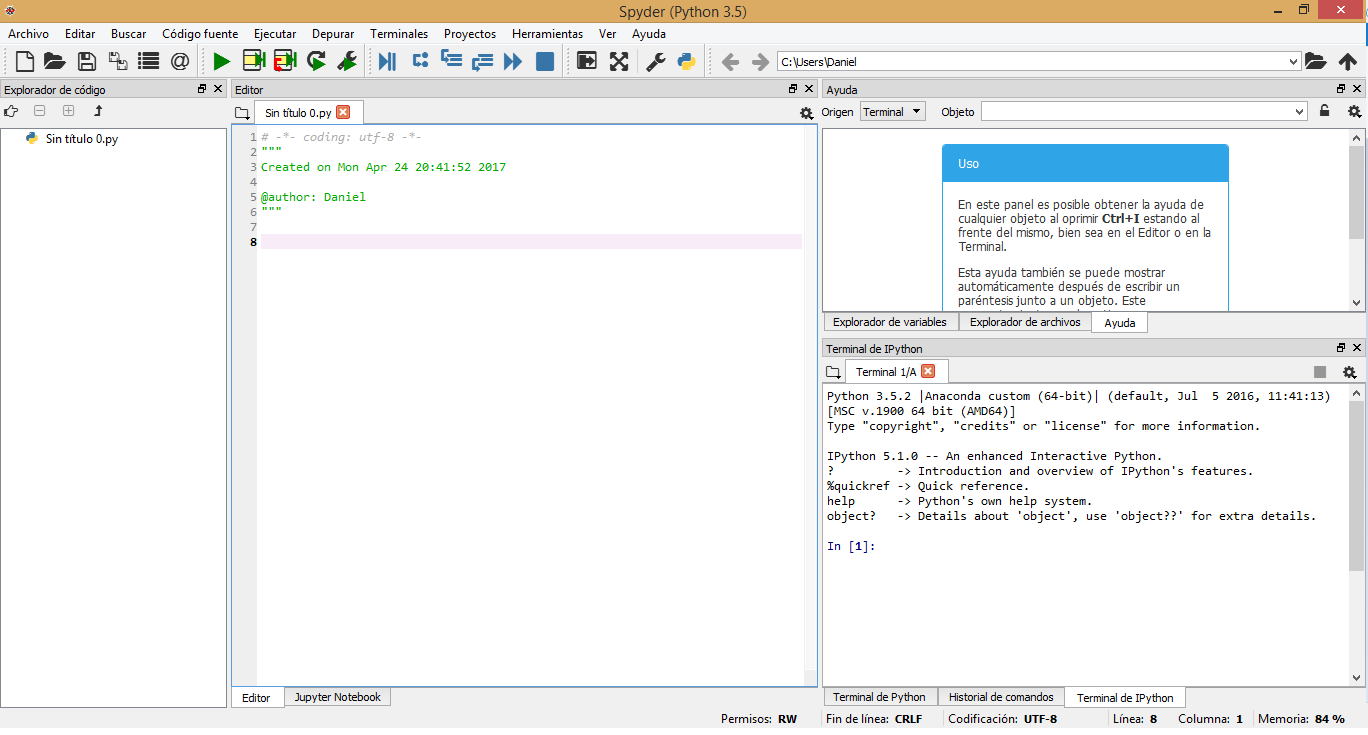 Spyder (Python 3.5)
Archivo Editar Buscar Código fuente Ejecutar Depurar Terminales Proyectos Herramientas Ver Ayuda
C:\Users\Daniel
Explorador de código
Sin título 0.py
Editor
Sin título 0.py
1 # -*- coding: utf-8 -*-
2 """
3 Created on Mon Apr 24 20:41:52 2017
4
5 @author: Daniel
6 """
7
8
Editor Jupyter Notebook
Ayuda
Origen Terminal Objeto
Uso
En este panel es posible obtener la ayuda de
cualquier objeto al oprimir Ctrl+I estando al
frente del mismo, bien sea en el Editor o en la
Terminal.
Esta ayuda también se puede mostrar
automáticamente después de escribir un
paréntesis junto a un objeto. Este
Explorador de variables Explorador de archivos Ayuda
Terminal de IPython
Terminal 1/A
Python 3.5.2 |Anaconda custom (64-bit)| (default, Jul  5 2016, 11:41:13)
[MSC v.1900 64 bit (AMD64)]
Type "copyright", "credits" or "license" for more information.
IPython 5.1.0 -- An enhanced Interactive Python.
?         -> Introduction and overview of IPython's features.
%quickref -> Quick reference.
help      -> Python's own help system.
object?   -> Details about 'object', use 'object??' for extra details.
In [1]:
Terminal de Python Historial de comandos Terminal de IPython
Permisos: RW Fin de línea: CRLF Codificación: UTF-8 Línea: 8 Columna: 1 Memoria: 84 %